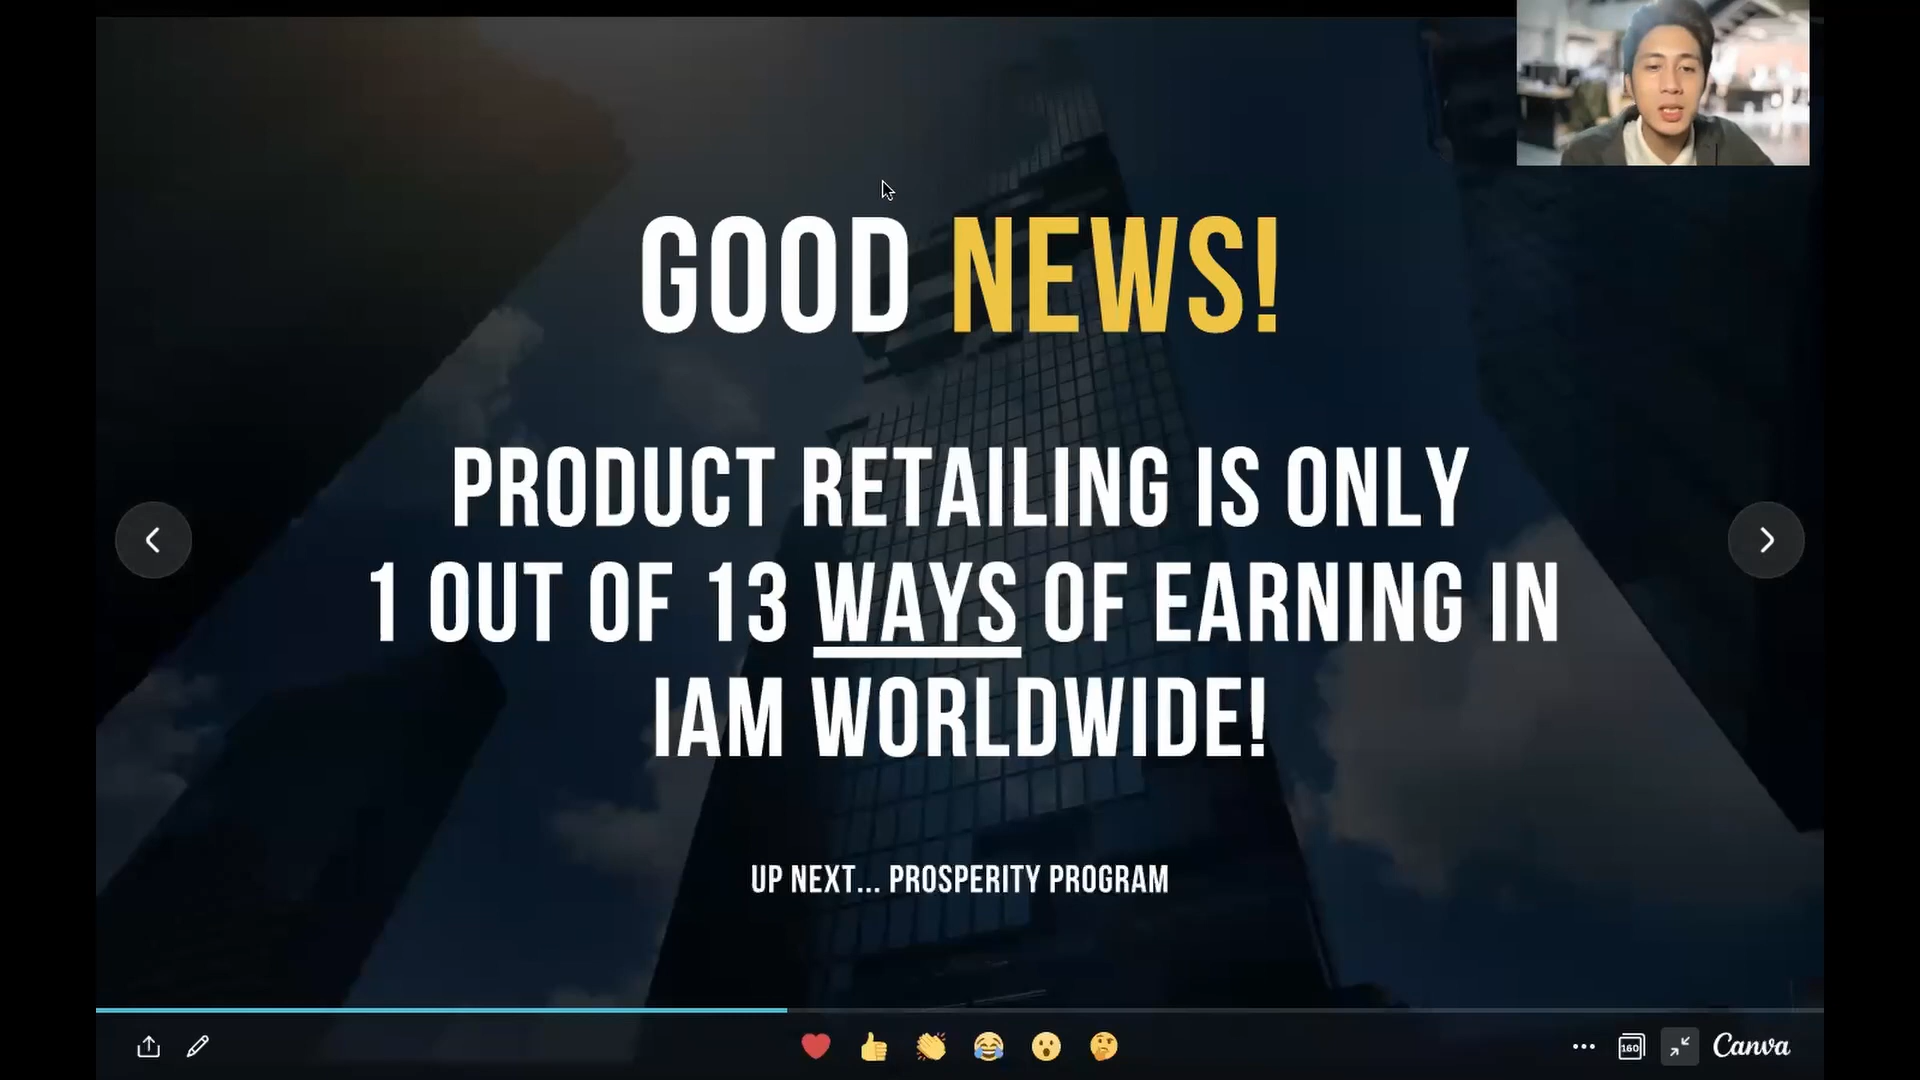 GOOD NEWS!
PRODUCT RETAILING IS ONLY
1 OUT OF 13 WAYS OF EARNING IN
IAM WORLDWIDE!
UP NEXT... PROSPERITY PROGRAM
160
Canva